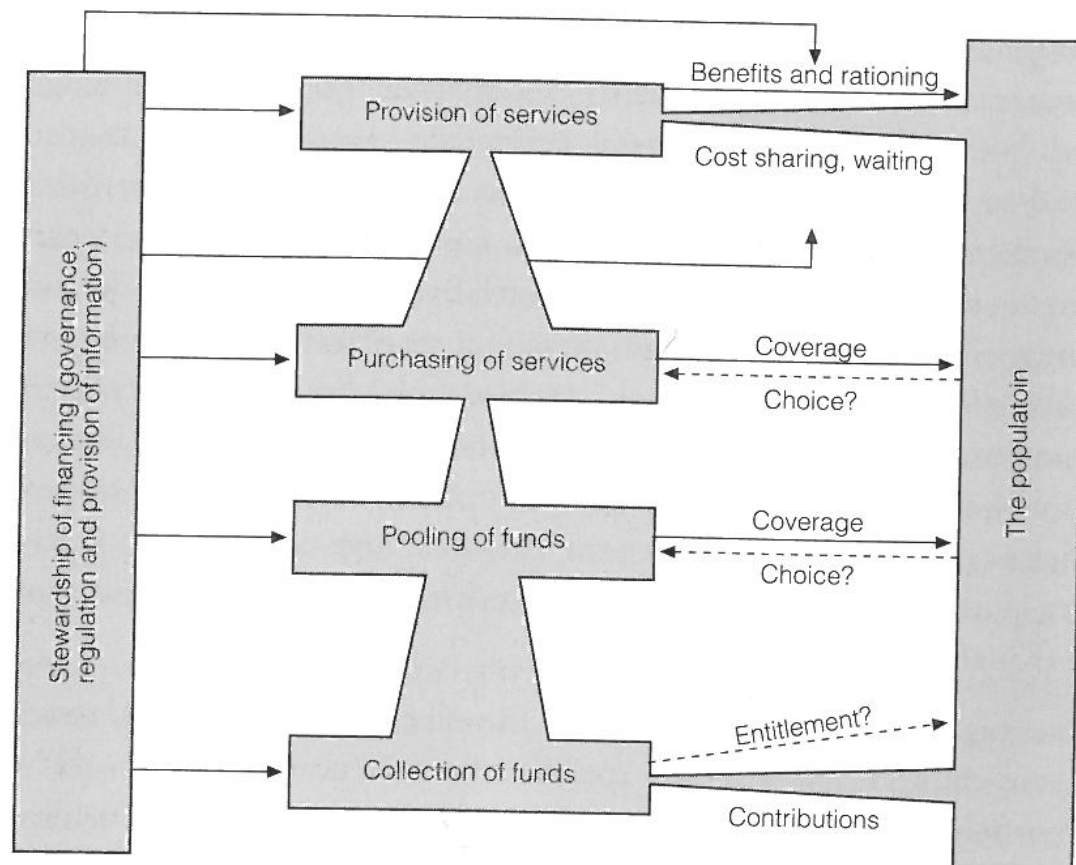 Benefits and rationing
Provision of services
Cost sharing, waiting
Stewardship of financing (governance,
regulation and provision of information)
Purchasing of services
Coverage
Choice?
The populatoin
Pooling of funds
Coverage
Choice?
Entitlement?
Collection of funds
Contributions